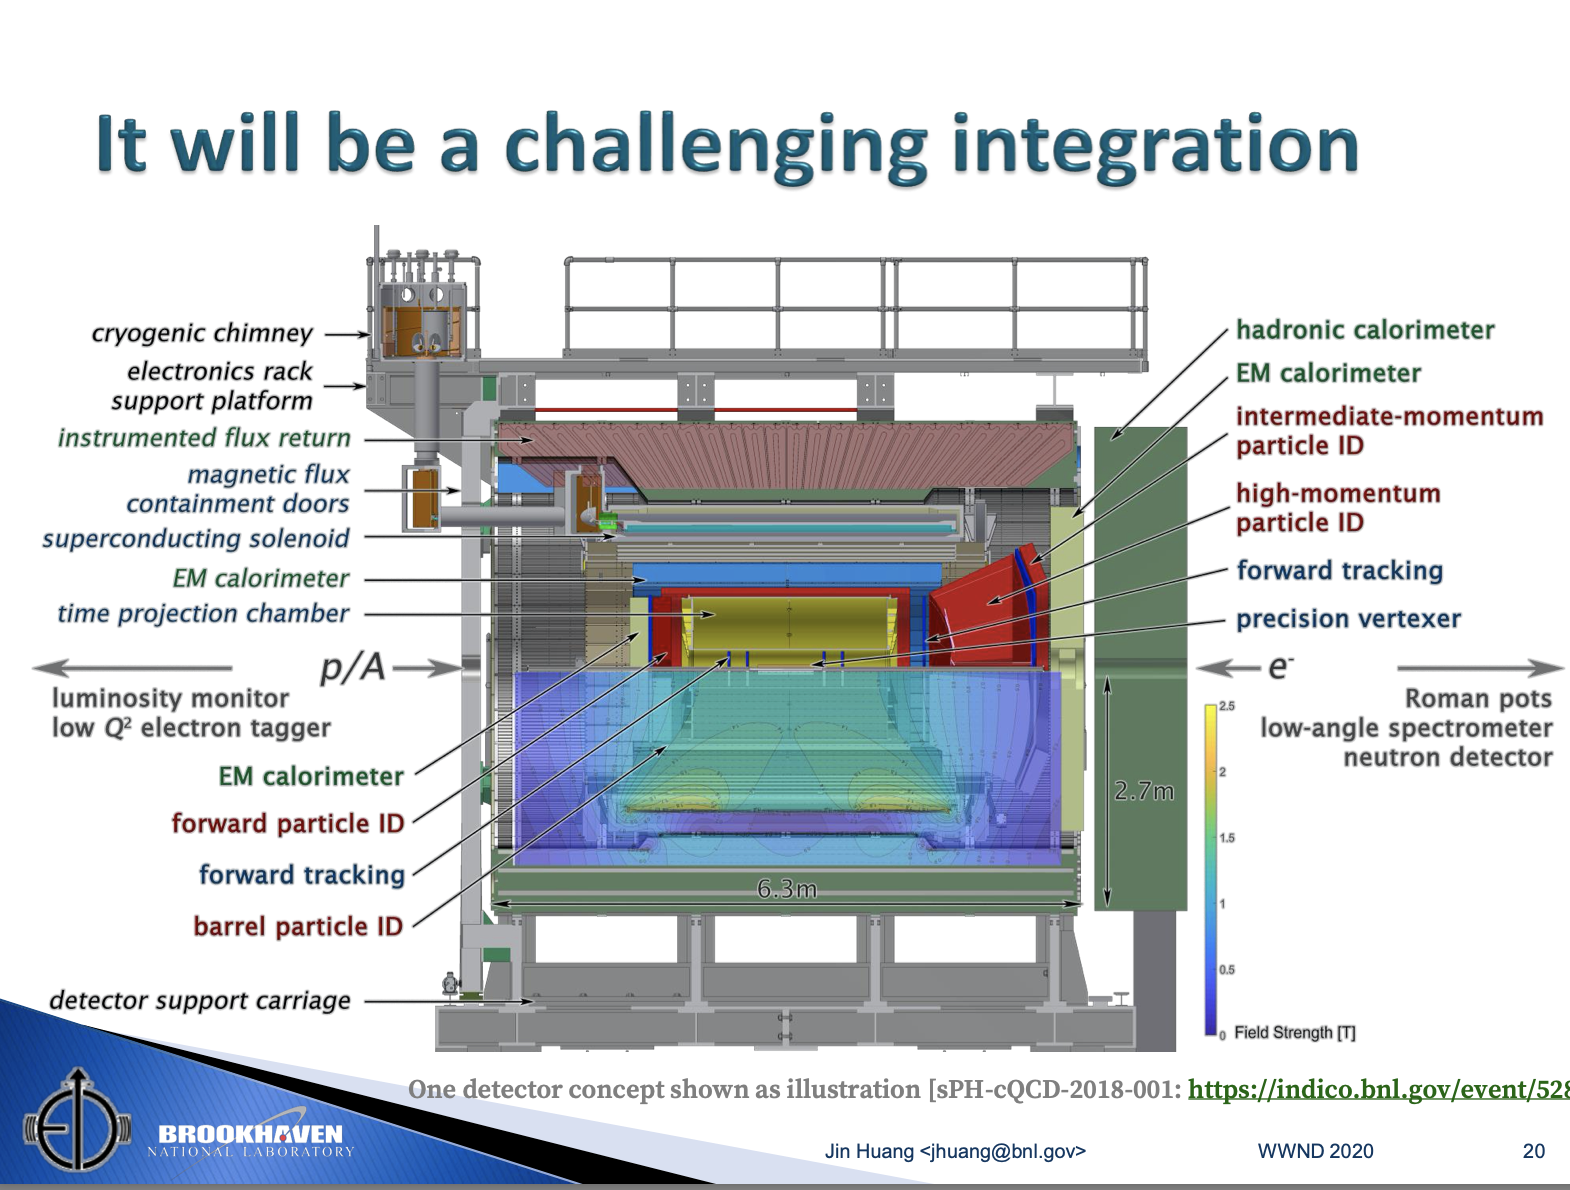 It will be a challenging integration
cryogenic chimney
electronics rack
support platform
instrumented flux return
magnetic flux
containment doors
superconducting solenoid
EM calorimeter
time projection chamber
p/A
luminosity monitor
low Q² electron tagger
EM calorimeter
forward particle ID
forward tracking
barrel particle ID
detector support carriage
hadronic calorimeter
EM calorimeter
intermediate-momentum
particle ID
high-momentum
particle ID
forward tracking
precision vertexer
e⁻
Roman pots
low-angle spectrometer
neutron detector
2.7m
6.3m
2.5
2
1.5
1
0.5
0 Field Strength [T]
One detector concept shown as illustration [sPH-cQCD-2018-001: https://indico.bnl.gov/event/528
BROOKHAVEN
NATIONAL LABORATORY
Jin Huang <jhuang@bnl.gov>
WWND 2020
20